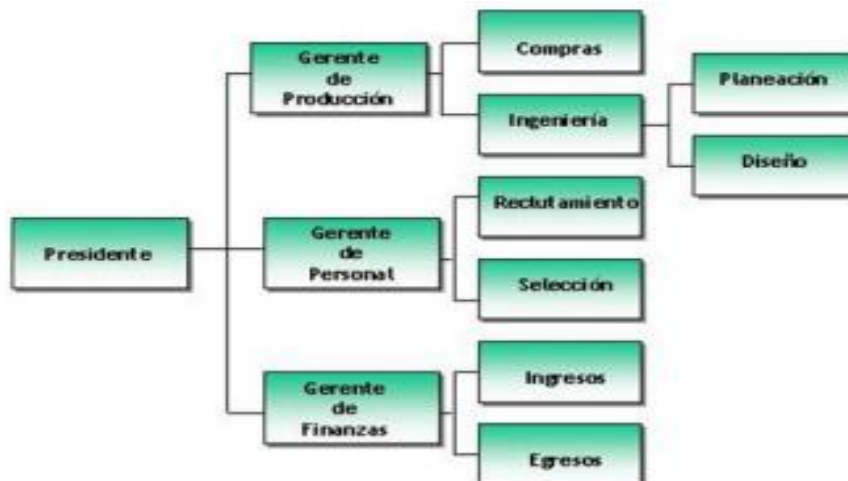 Gerente
de
Producción
Compras
Ingeniería
Planeación
Diseño
Presidente
Gerente
de
Personal
Reclutamiento
Selección
Gerente
de
Finanzas
Ingresos
Egresos